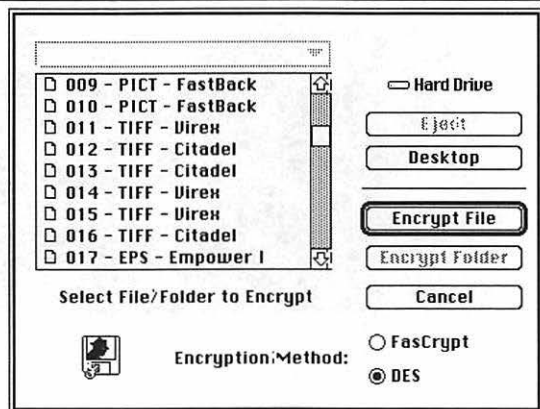 009 - PICT - FastBack
010 - PICT - FastBack
011 - TIFF - Virex
012 - TIFF - Citadel
013 - TIFF - Citadel
014 - TIFF - Virex
015 - TIFF - Virex
016 - TIFF - Citadel
017 - EPS - Empower I
Hard Drive
Eject
Desktop
Encrypt File
Encrypt Folder
Cancel
Select File/Folder to Encrypt
Encryption Method:
FasCrypt
DES